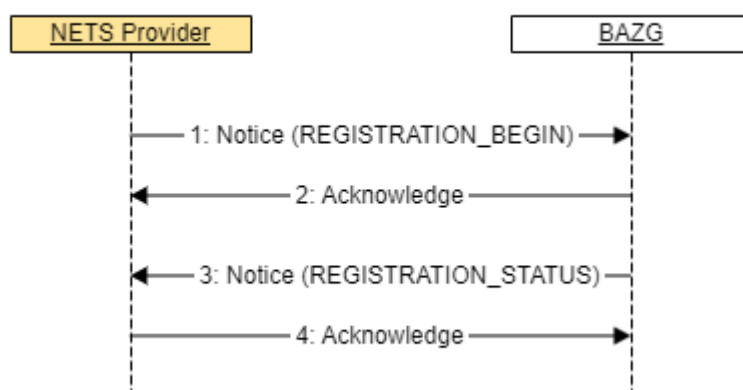 NETS Provider
BAZG
1: Notice (REGISTRATION_BEGIN)
2: Acknowledge
3: Notice (REGISTRATION_STATUS)
4: Acknowledge